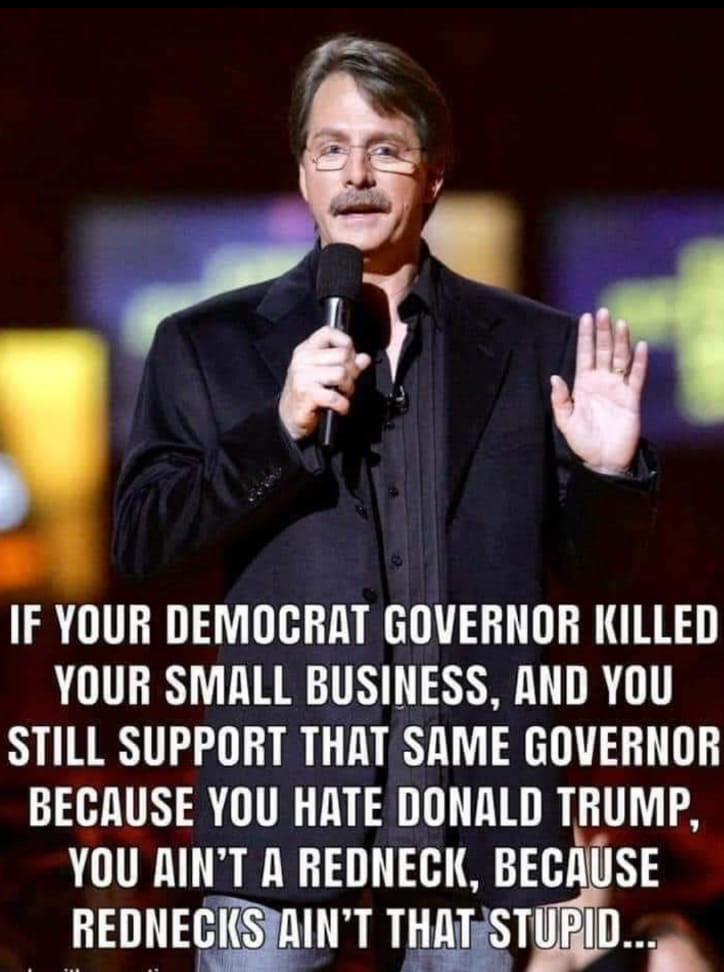 IF YOUR DEMOCRAT GOVERNOR KILLED
YOUR SMALL BUSINESS, AND YOU
STILL SUPPORT THAT SAME GOVERNOR
BECAUSE YOU HATE DONALD TRUMP,
YOU AIN'T A REDNECK, BECAUSE
REDNECKS AIN'T THAT STUPID...